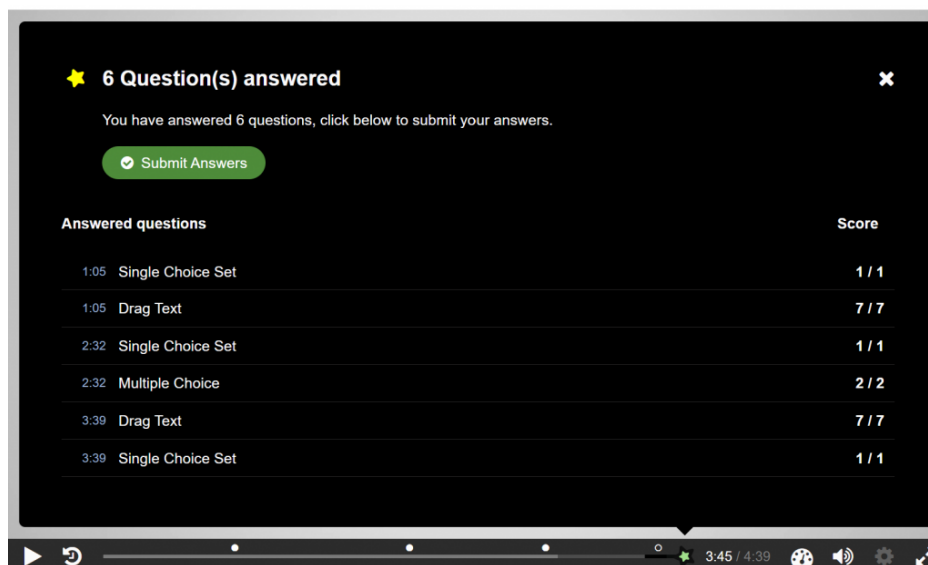 6 Question(s) answered
You have answered 6 questions, click below to submit your answers.
Submit Answers
Answered questions Score
1:05 Single Choice Set 1 / 1
1:05 Drag Text 7 / 7
2:32 Single Choice Set 1 / 1
2:32 Multiple Choice 2 / 2
3:39 Drag Text 7 / 7
3:39 Single Choice Set 1 / 1
3:45 / 4:39